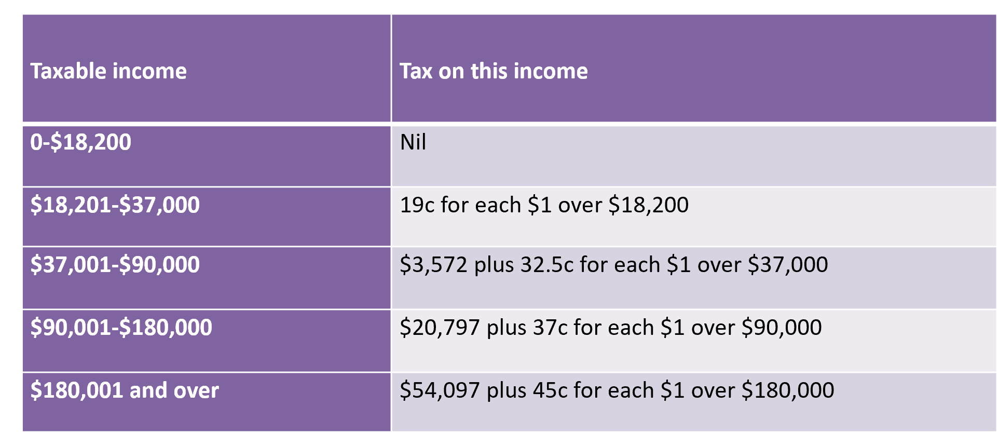 Taxable income
Tax on this income
0-$18,200
Nil
$18,201-$37,000
19c for each $1 over $18,200
$37,001-$90,000
$3,572 plus 32.5c for each $1 over $37,000
$90,001-$180,000
$20,797 plus 37c for each $1 over $90,000
$180,001 and over
$54,097 plus 45c for each $1 over $180,000